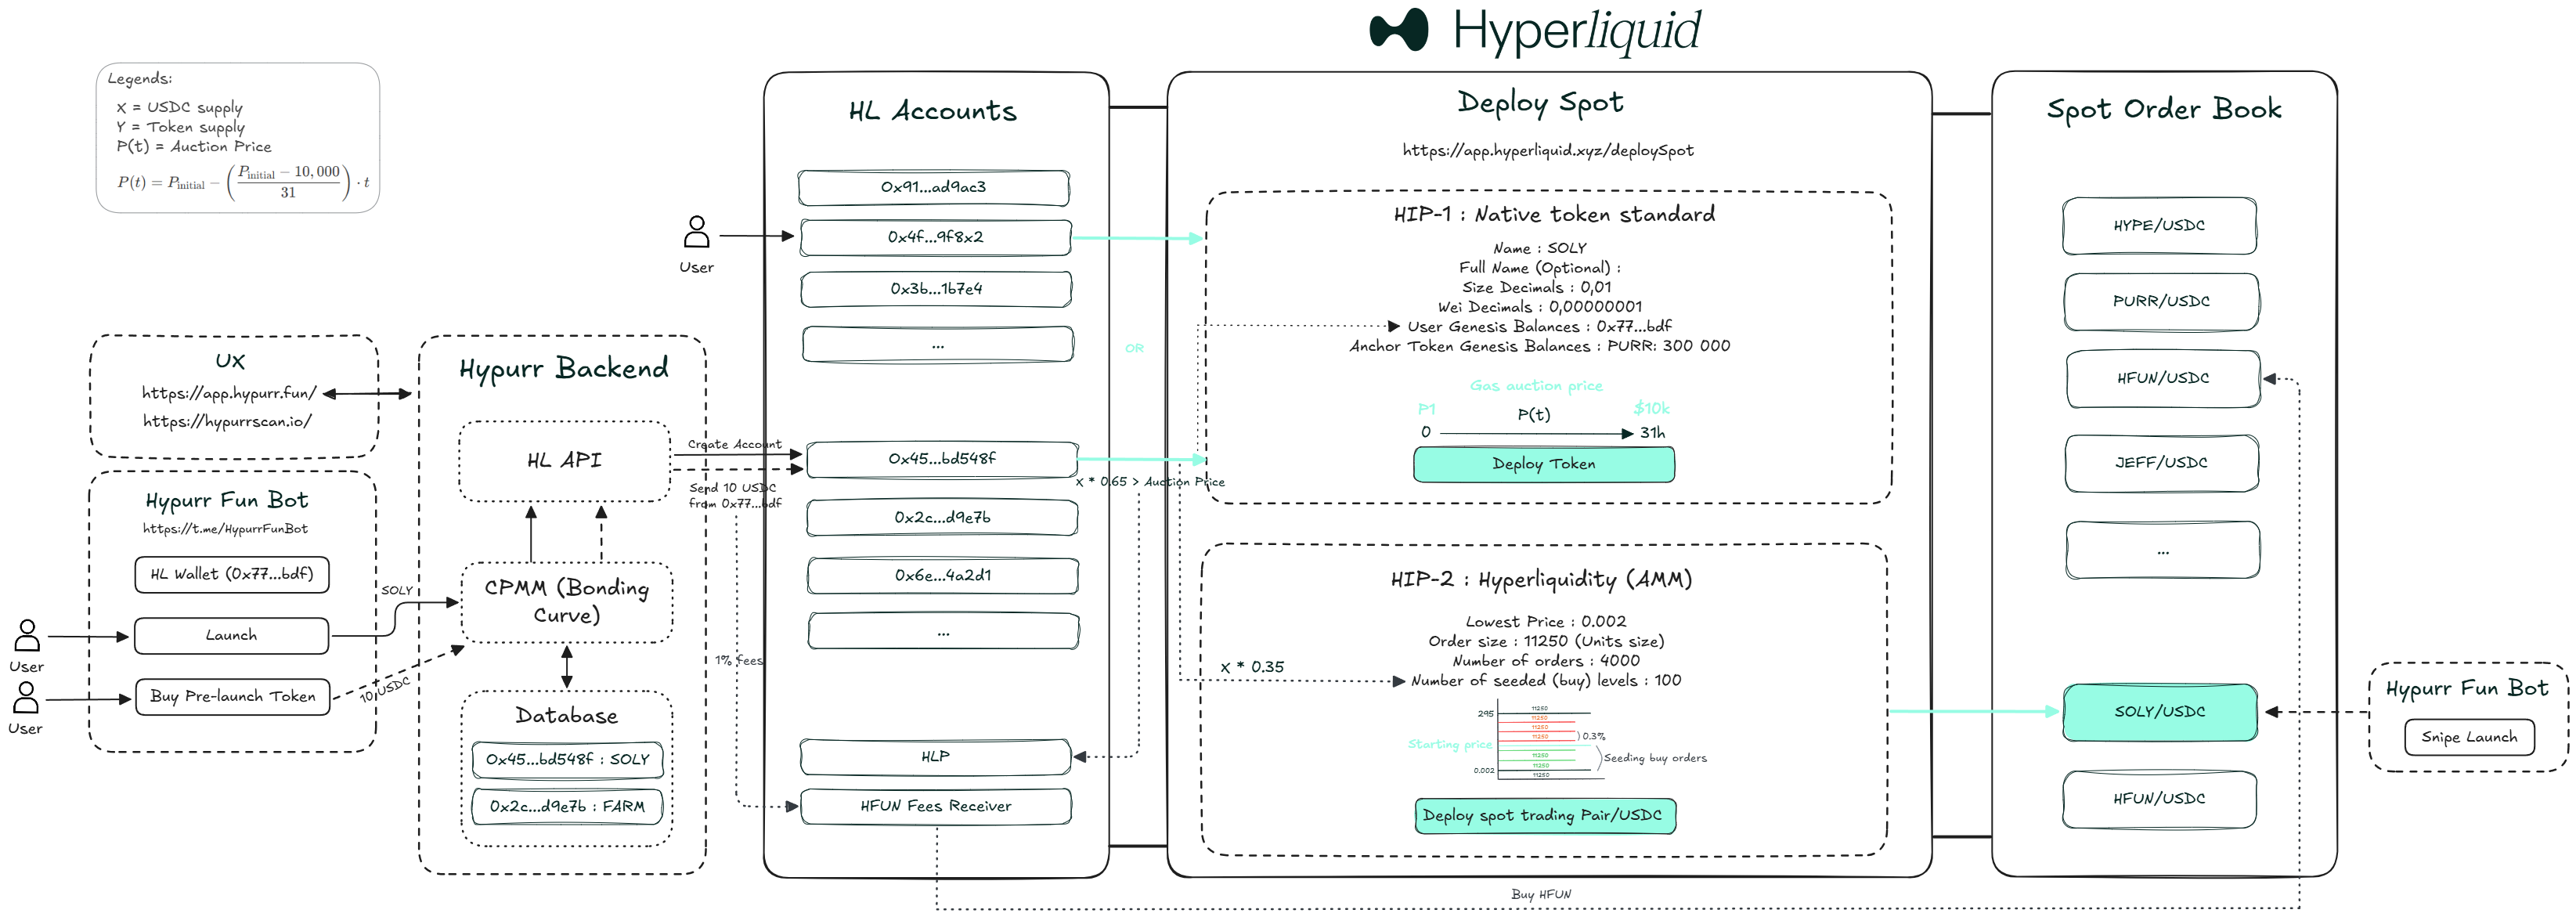 Hyperliquid
Legends:
X = USDC supply
Y = Token supply
P(t) = Auction Price
P(t) = P_initial − (P_initial − 10,000 / 31) · t
UX
https://app.hypurr.fun/
https://hypurrscan.io/
Hypurr Fun Bot
https://t.me/HypurrFunBot
HL Wallet (0x77...bdf)
Launch
Buy Pre-launch Token
User
User
SOLY
10 USDC
Hypurr Backend
HL API
CPMM (Bonding
Curve)
Database
0x45...bd548f : SOLY
0x2c...d9e7b : FARM
User
Create Account
Send 10 USDC
from 0x77...bdf
1% fees
HL Accounts
0x91...ad9ac3
0x4f...9f8x2
0x3b...1b7e4
...
0x45...bd548f
0x2c...d9e7b
0x6e...4a2d1
...
HLP
HFUN Fees Receiver
OR
X * 0.65 > Auction Price
Deploy Spot
https://app.hyperliquid.xyz/deploySpot
HIP-1 : Native token standard
Name : SOLY
Full Name (Optional) :
Size Decimals : 0,01
Wei Decimals : 0,00000001
User Genesis Balances : 0x77...bdf
Anchor Token Genesis Balances : PURR: 300 000
Gas auction price
P1 P(t) $10k
0 31h
Deploy Token
HIP-2 : Hyperliquidity (AMM)
Lowest Price : 0.002
Order size : 11250 (Units size)
Number of orders : 4000
X * 0.35
Number of seeded (buy) levels : 100
11250
295
11250
11250
11250
0.3%
Starting price
11250
Seeding buy orders
11250
0.002
11250
Deploy spot trading Pair/USDC
Buy HFUN
Spot Order Book
HYPE/USDC
PURR/USDC
HFUN/USDC
JEFF/USDC
...
SOLY/USDC
HFUN/USDC
Hypurr Fun Bot
Snipe Launch